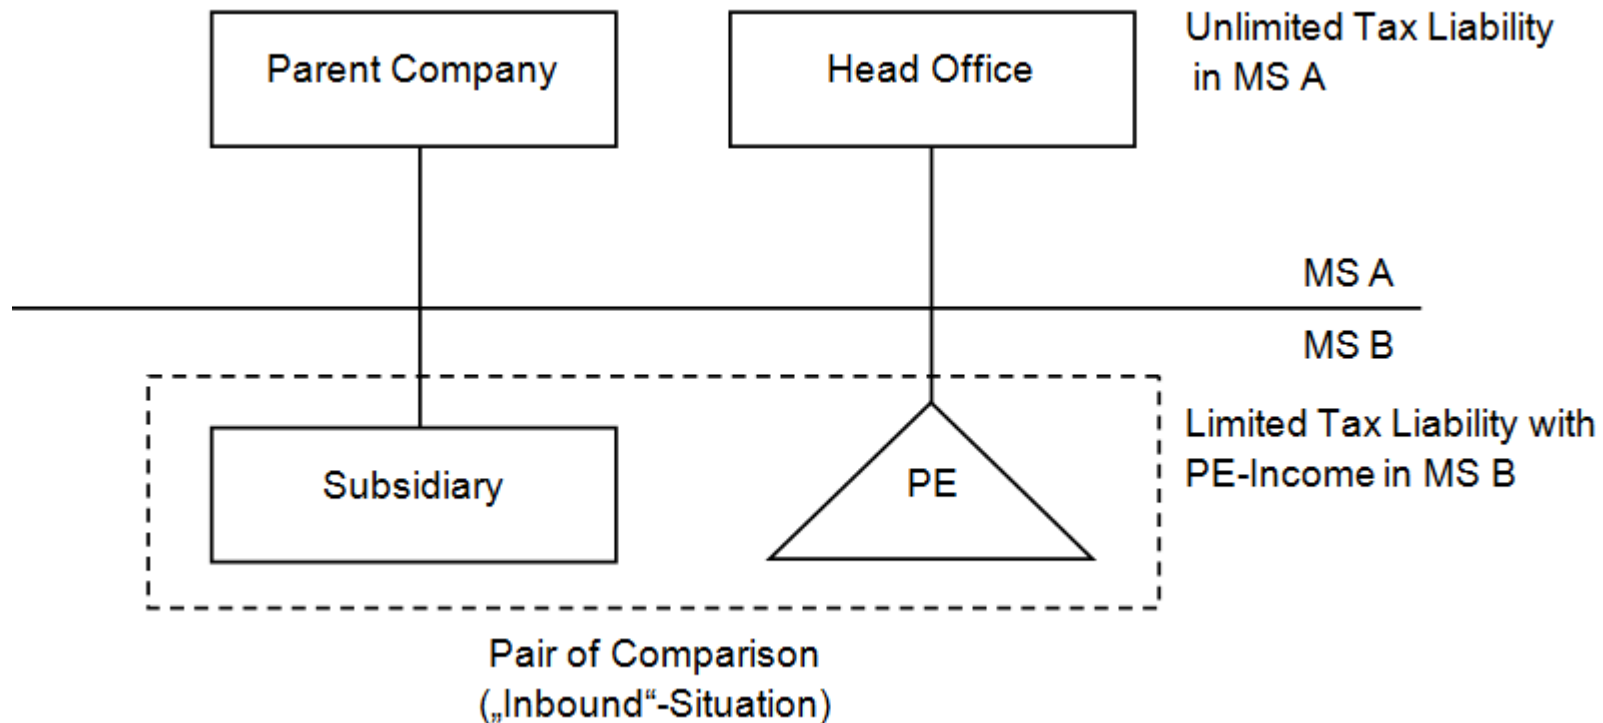 Parent Company
Head Office
Unlimited Tax Liability
in MS A
MS A
MS B
Subsidiary
PE
Limited Tax Liability with
PE-Income in MS B
Pair of Comparison
(„Inbound“-Situation)